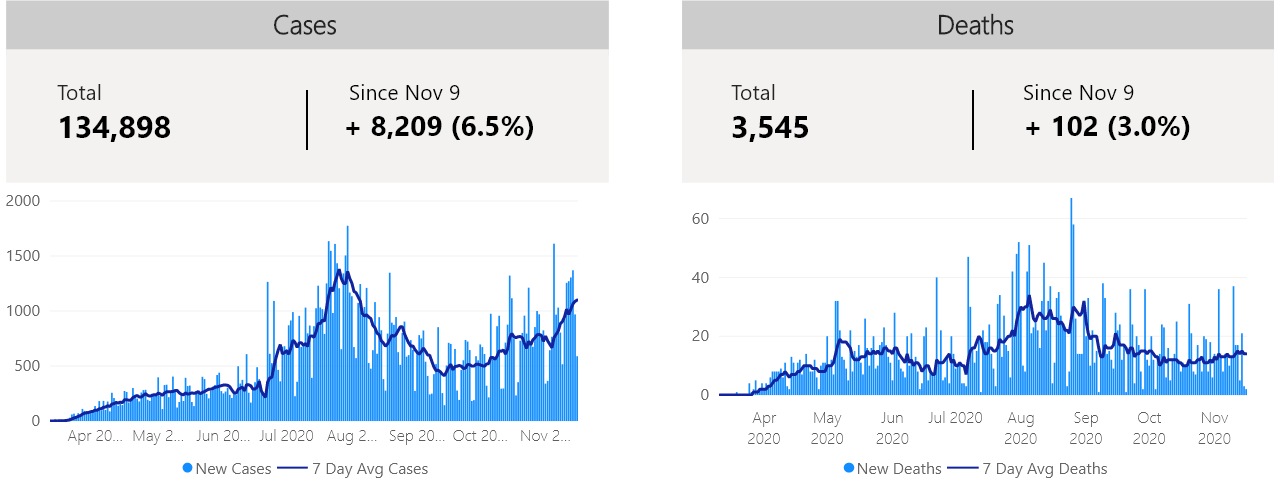 Cases
Total
134,898
Since Nov 9
+ 8,209 (6.5%)
2000
1500
1000
500
0
Apr 20... May 2... Jun 20... Jul 2020 Aug 2... Sep 20... Oct 20... Nov 2...
New Cases 7 Day Avg Cases
Deaths
Total
3,545
Since Nov 9
+ 102 (3.0%)
60
40
20
0
Apr 2020 May 2020 Jun 2020 Jul 2020 Aug 2020 Sep 2020 Oct 2020 Nov 2020
New Deaths 7 Day Avg Deaths